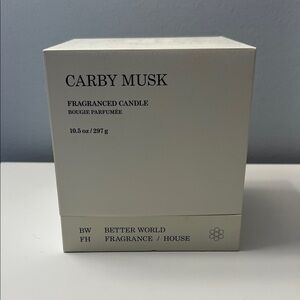 CARBY MUSK
FRAGRANCED CANDLE
BOUGIE PARFUMÉE
10.5 oz / 297 g
BW BETTER WORLD
FH FRAGRANCE / HOUSE